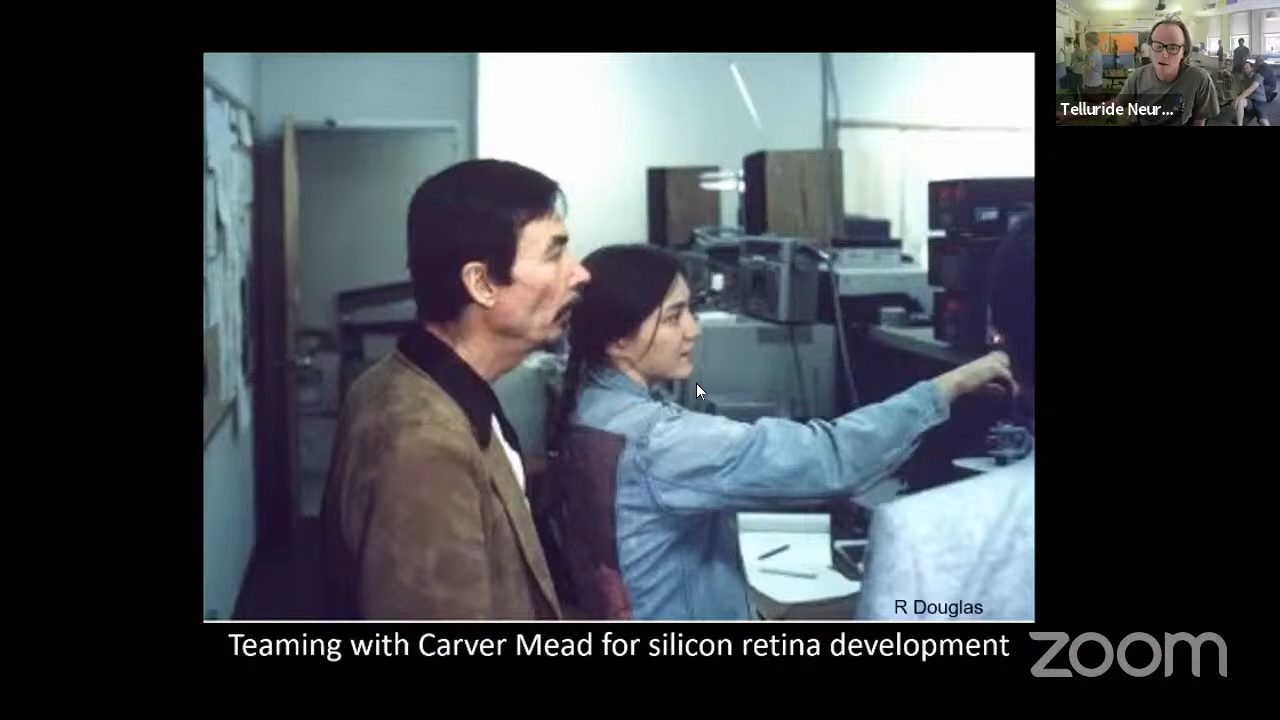 Telluride Neur...
R Douglas
Teaming with Carver Mead for silicon retina development
zoom